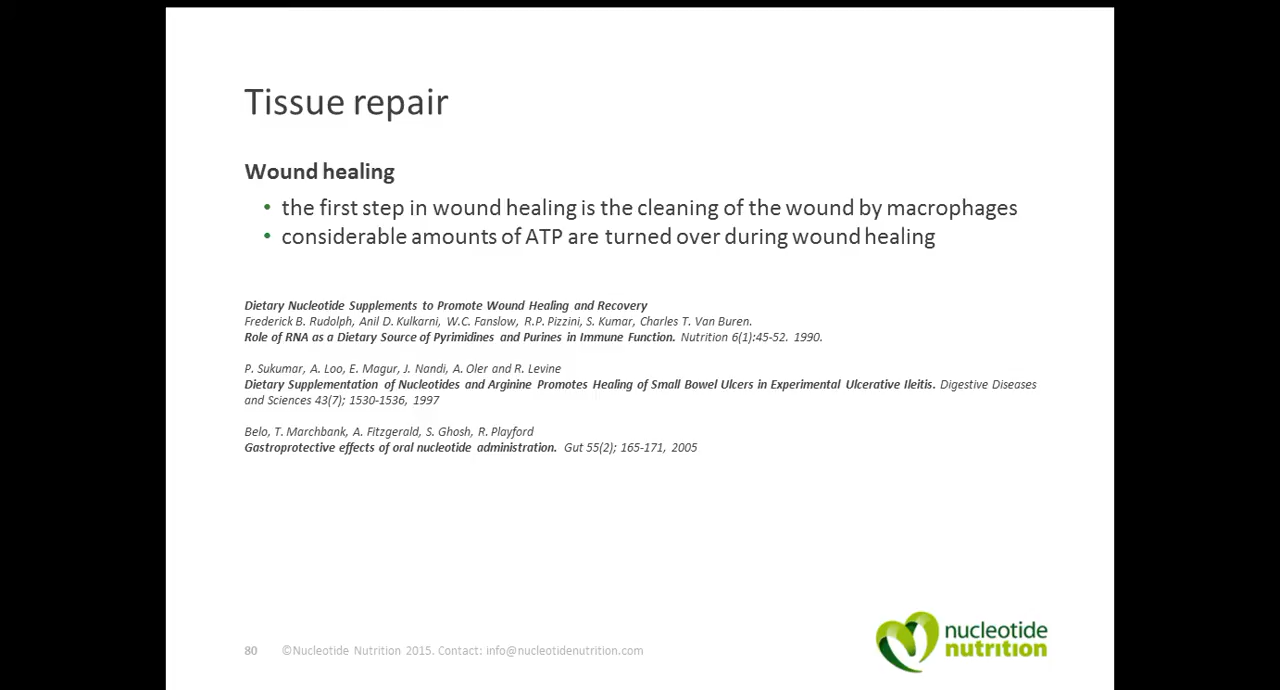 Tissue repair
Wound healing
• the first step in wound healing is the cleaning of the wound by macrophages
• considerable amounts of ATP are turned over during wound healing
Dietary Nucleotide Supplements to Promote Wound Healing and Recovery
Frederick B. Rudolph, Anil D. Kulkarni, W.C. Fanslow, R.P. Pizzini, S. Kumar, Charles T. Van Buren.
Role of RNA as a Dietary Source of Pyrimidines and Purines in Immune Function. Nutrition 6(1):45-52. 1990.
P. Sukumar, A. Loo, E. Magur, J. Nandi, A. Oler and R. Levine
Dietary Supplementation of Nucleotides and Arginine Promotes Healing of Small Bowel Ulcers in Experimental Ulcerative Ileitis. Digestive Diseases
and Sciences 43(7); 1530-1536, 1997
Belo, T. Marchbank, A. Fitzgerald, S. Ghosh, R. Playford
Gastroprotective effects of oral nucleotide administration. Gut 55(2); 165-171, 2005
80 ©Nucleotide Nutrition 2015. Contact: info@nucleotidenutrition.com
nucleotide
nutrition